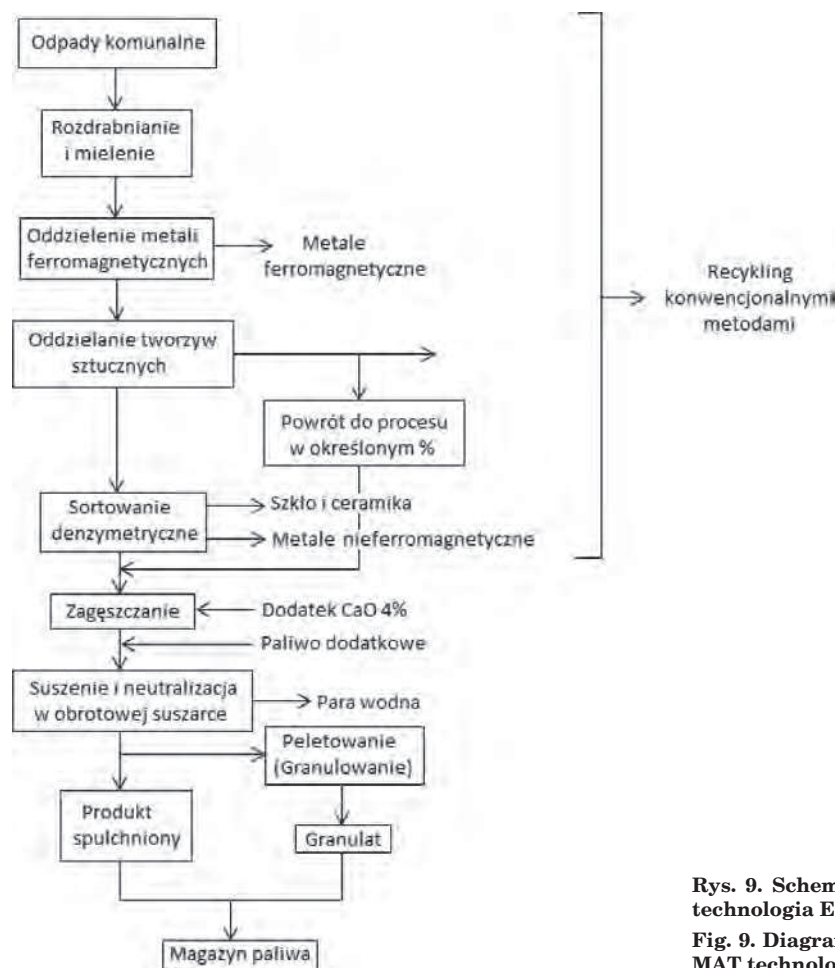 Odpady komunalne
Rozdrabnianie
i mielenie
Oddzielenie metali
ferromagnetycznych
Metale
ferromagnetyczne
Recykling
konwencjonalnymi
metodami
Oddzielanie tworzyw
sztucznych
Powrót do procesu
w określonym %
Sortowanie
denzymetryczne
Szkło i ceramika
Metale nieferromagnetyczne
Zagęszczanie
Dodatek CaO 4%
Paliwo dodatkowe
Suszenie i neutralizacja
w obrotowej suszarce
Para wodna
Peletowanie
(Granulowanie)
Produkt
spulchniony
Granulat
Magazyn paliwa
Rys. 9. Schem
technologia E
Fig. 9. Diagra
MAT technolo